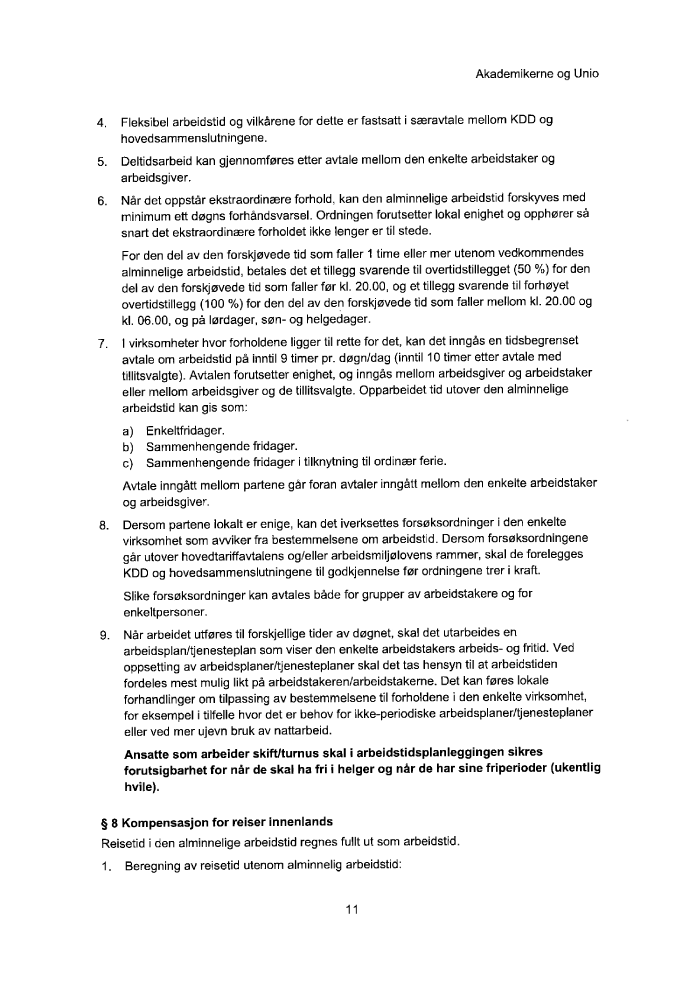 Akademikerne og Unio
4. Fleksibel arbeidstid og vilkårene for dette er fastsatt i særavtale mellom KDD og
hovedsammenslutningene.
5. Deltidsarbeid kan gjennomføres etter avtale mellom den enkelte arbeidstaker og
arbeidsgiver.
6. Når det oppstår ekstraordinære forhold, kan den alminnelige arbeidstid forskyves med
minimum ett døgns forhåndsvarsel. Ordningen forutsetter lokal enighet og opphører så
snart det ekstraordinære forholdet ikke lenger er til stede.
For den del av den forskjøvede tid som faller 1 time eller mer utenom vedkommendes
alminnelige arbeidstid, betales det et tillegg svarende til overtidstillegget (50 %) for den
del av den forskjøvede tid som faller før kl. 20.00, og et tillegg svarende til forhøyet
overtidstillegg (100 %) for den del av den forskjøvede tid som faller mellom kl. 20.00 og
kl. 06.00, og på lørdager, søn- og helgedager.
7. I virksomheter hvor forholdene ligger til rette for det, kan det inngås en tidsbegrenset
avtale om arbeidstid på inntil 9 timer pr. døgn/dag (inntil 10 timer etter avtale med
tillitsvalgte). Avtalen forutsetter enighet, og inngås mellom arbeidsgiver og arbeidstaker
eller mellom arbeidsgiver og de tillitsvalgte. Opparbeidet tid utover den alminnelige
arbeidstid kan gis som:
a) Enkeltfridager.
b) Sammenhengende fridager.
c) Sammenhengende fridager i tilknytning til ordinær ferie.
Avtale inngått mellom partene går foran avtaler inngått mellom den enkelte arbeidstaker
og arbeidsgiver.
8. Dersom partene lokalt er enige, kan det iverksettes forsøksordninger i den enkelte
virksomhet som avviker fra bestemmelsene om arbeidstid. Dersom forsøksordningene
går utover hovedtariffavtalens og/eller arbeidsmiljølovens rammer, skal de forelegges
KDD og hovedsammenslutningene til godkjennelse før ordningene trer i kraft.
Slike forsøksordninger kan avtales både for grupper av arbeidstakere og for
enkeltpersoner.
9. Når arbeidet utføres til forskjellige tider av døgnet, skal det utarbeides en
arbeidsplan/tjenesteplan som viser den enkelte arbeidstakers arbeids- og fritid. Ved
oppsetting av arbeidsplaner/tjenesteplaner skal det tas hensyn til at arbeidstiden
fordeles mest mulig likt på arbeidstakeren/arbeidstakerne. Det kan føres lokale
forhandlinger om tilpassing av bestemmelsene til forholdene i den enkelte virksomhet,
for eksempel i tilfelle hvor det er behov for ikke-periodiske arbeidsplaner/tjenesteplaner
eller ved mer ujevn bruk av nattarbeid.
Ansatte som arbeider skift/turnus skal i arbeidstidsplanleggingen sikres
forutsigbarhet for når de skal ha fri i helger og når de har sine friperioder (ukentlig
hvile).
§ 8 Kompensasjon for reiser innenlands
Reisetid i den alminnelige arbeidstid regnes fullt ut som arbeidstid.
1. Beregning av reisetid utenom alminnelig arbeidstid:
11